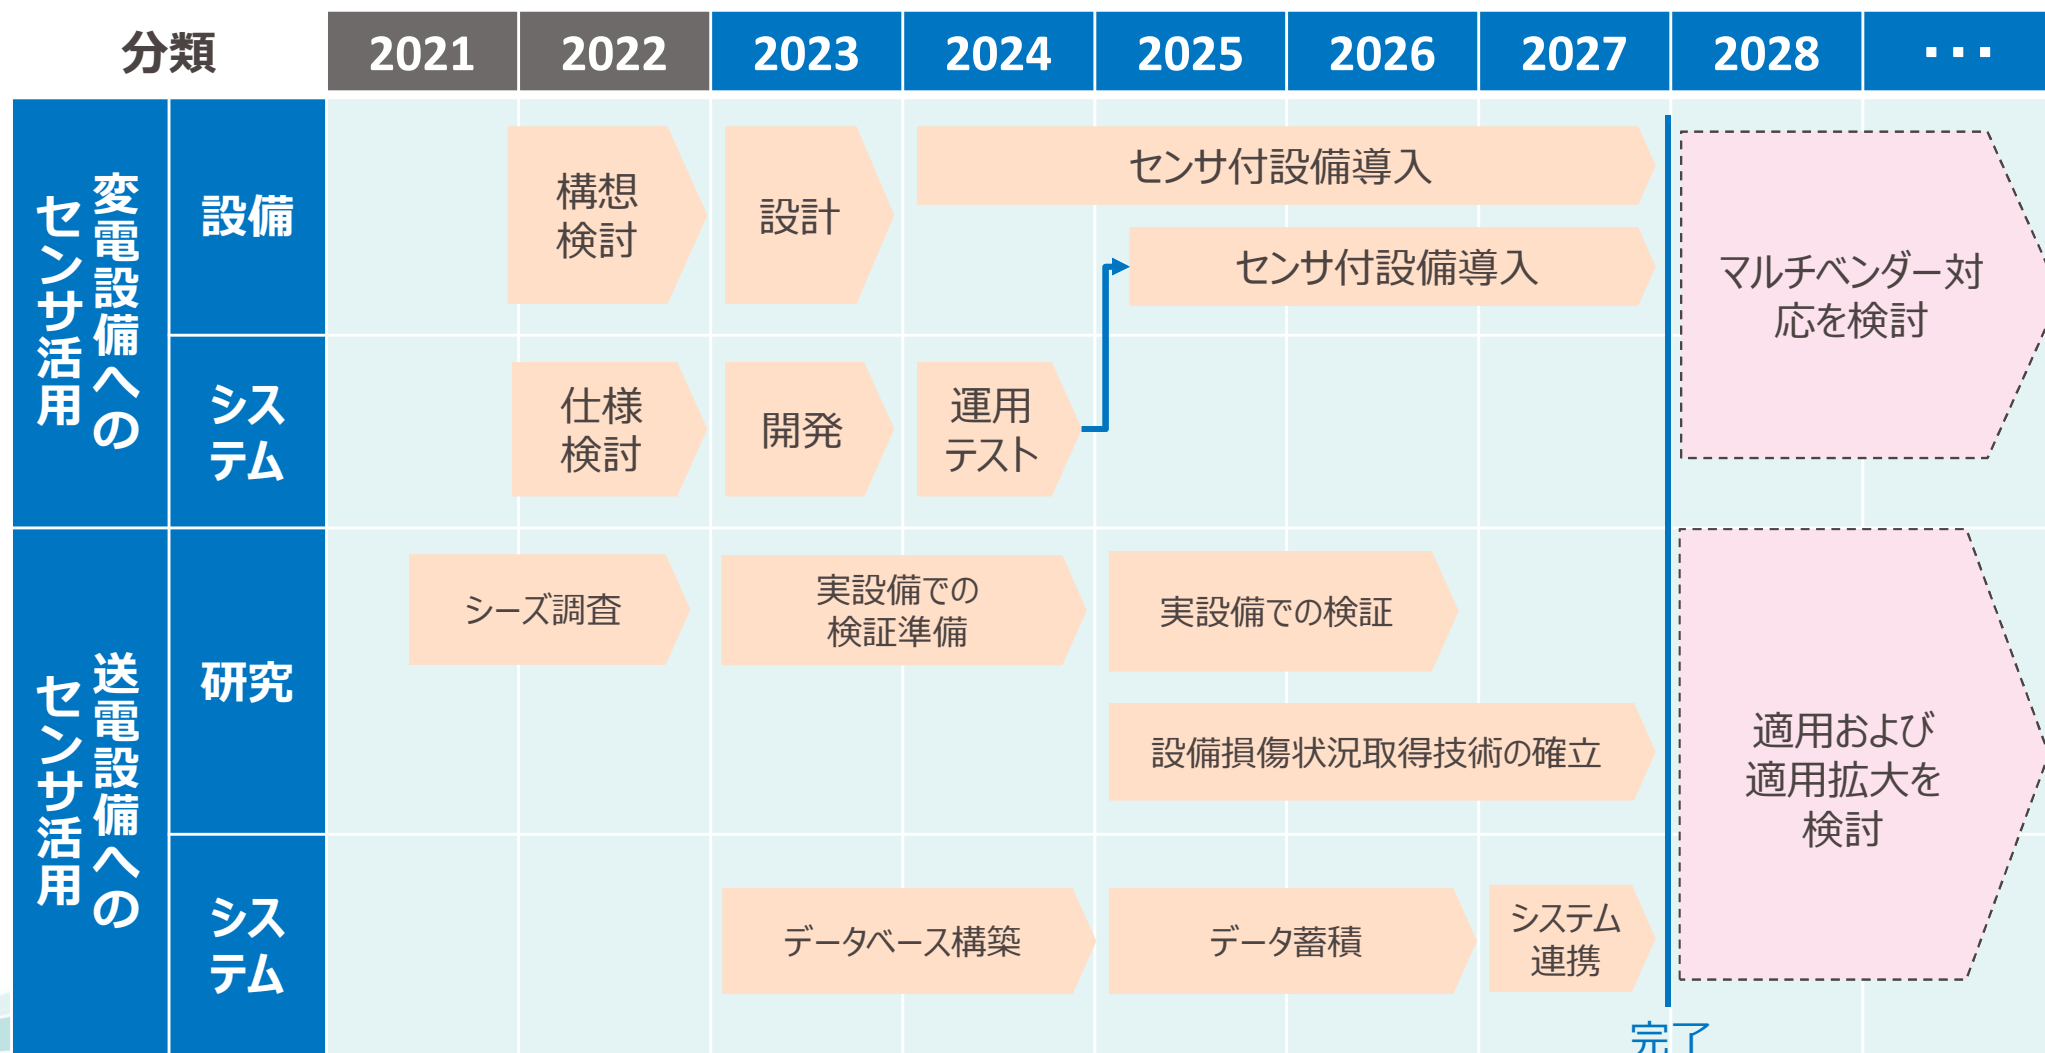 分類
2021
2022
2023
2024
2025
2026
2027
2028
・・・
変電設備への
センサ活用
設備
構想
検討
設計
センサ付設備導入
センサ付設備導入
マルチベンダー対
応を検討
シス
テム
仕様
検討
開発
運用
テスト
送電設備への
センサ活用
研究
シーズ調査
実設備での
検証準備
実設備での検証
設備損傷状況取得技術の確立
適用および
適用拡大を
検討
シス
テム
データベース構築
データ蓄積
システム
連携
完了